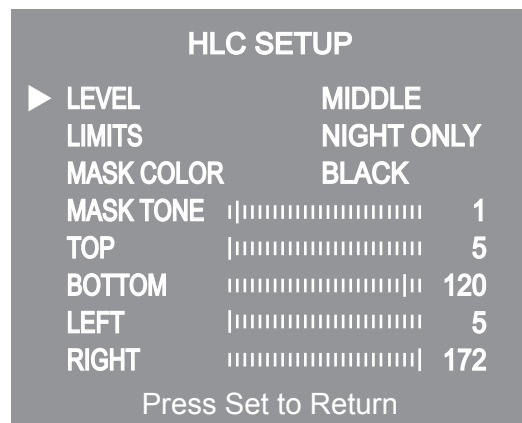 HLC SETUP
LEVEL MIDDLE
LIMITS NIGHT ONLY
MASK COLOR BLACK
MASK TONE 1
TOP 5
BOTTOM 120
LEFT 5
RIGHT 172
Press Set to Return